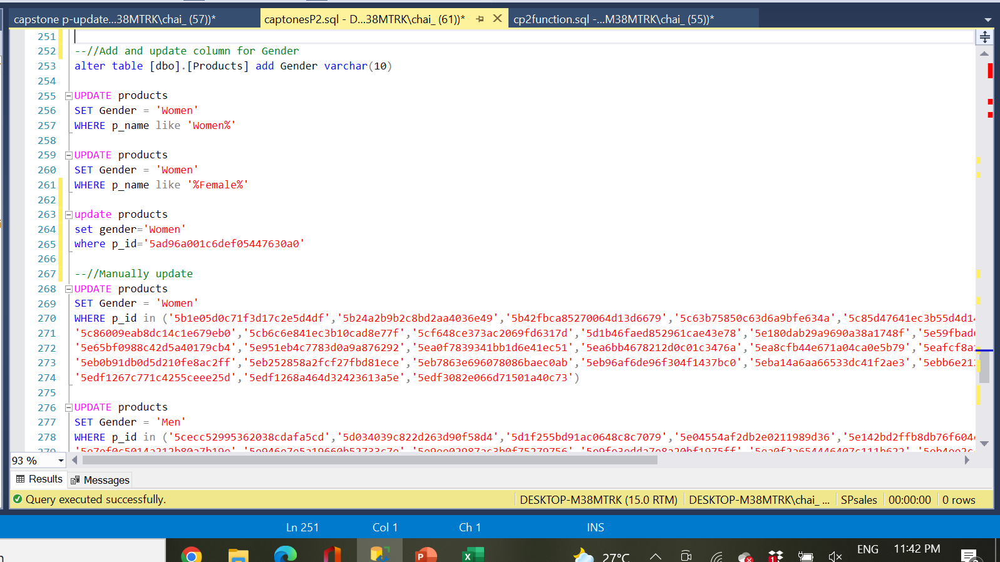 capstone p-update...38MTRK\chai_ (57))*
captonesP2.sql - D...38MTRK\chai_ (61))*
cp2function.sql -...M38MTRK\chai_ (55))*
251
252 --//Add and update column for Gender
253 alter table [dbo].[Products] add Gender varchar(10)
254
255 UPDATE products
256 SET Gender = 'Women'
257 WHERE p_name like 'Women%'
258
259 UPDATE products
260 SET Gender = 'Women'
261 WHERE p_name like '%Female%'
262
263 update products
264 set gender='Women'
265 where p_id='5ad96a001c6def05447630a0'
266
267 --//Manually update
268 UPDATE products
269 SET Gender = 'Women'
270 WHERE p_id in ('5b1e05d0c71f3d17c2e5d4df','5b24a2b9b2c8bd2aa4036e49','5b42fbca85270064d13d6679','5c63b75850c63d6a9bfe634a','5c85d47641ec3b55d4d14
271 '5c86009eab8dc14c1e679eb0','5cb6c6e841ec3b10cad8e77f','5cf648ce373ac2069fd6317d','5d1b46faed852961cae43e78','5e180dab29a9690a38a1748f','5e59fbad
272 '5e65bf0988c42d5a40179cb4','5e951eb4c7783d0a9a876292','5ea0f7839341bb1d6e41ec51','5ea6bb4678212d0c01c3476a','5ea8cfb44e671a04ca0e5b79','5eafcf8a
273 '5eb0b91db0d5d210fe8ac2ff','5eb252858a2fcf27fbd81ece','5eb7863e696078086baec0ab','5eb96af6de96f304f1437bc0','5eba14a6aa66533dc41f2ae3','5ebb6e21
274 '5edf1267c771c4255ceee25d','5edf1268a464d32423613a5e','5edf3082e066d71501a40c73')
275
276 UPDATE products
277 SET Gender = 'Men'
278 WHERE p_id in ('5cecc52995362038cdafa5cd','5d034039c822d263d90f58d4','5d1f255bd91ac0648c8c7079','5e04554af2db2e0211989d36','5e142bd2ffb8db76f604
279
93 %
Results
Messages
Query executed successfully.
DESKTOP-M38MTRK (15.0 RTM)
DESKTOP-M38MTRK\chai_ ...
SPsales
00:00:00
0 rows
Ln 251
Col 1
Ch 1
INS
27°C
ENG
11:42 PM